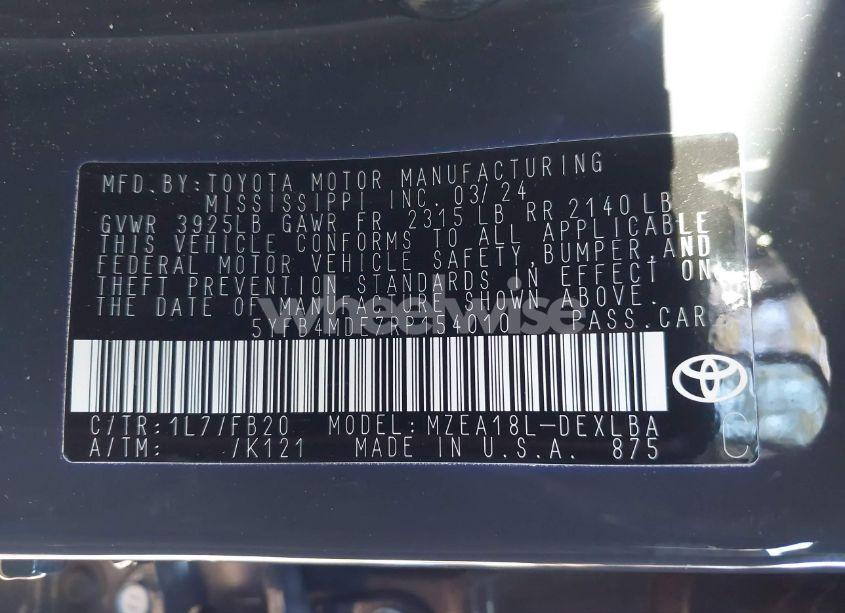 MFD. BY: TOYOTA MOTOR MANUFACTURING
MISSISSIPPI INC. 03/24
GVWR 3925LB GAWR FR 2315 LB RR 2140 LB
THIS VEHICLE CONFORMS TO ALL APPLICABLE
FEDERAL MOTOR VEHICLE SAFETY, BUMPER, AND
THEFT PREVENTION STANDARDS IN EFFECT ON
THE DATE OF MANUFACTURE SHOWN ABOVE.
PASS. CAR
wheelwise
C/TR: 1L7/FB20 MODEL: MZEA18L-DEXLBA
A/TM: /K121 MADE IN U.S.A. 875
C